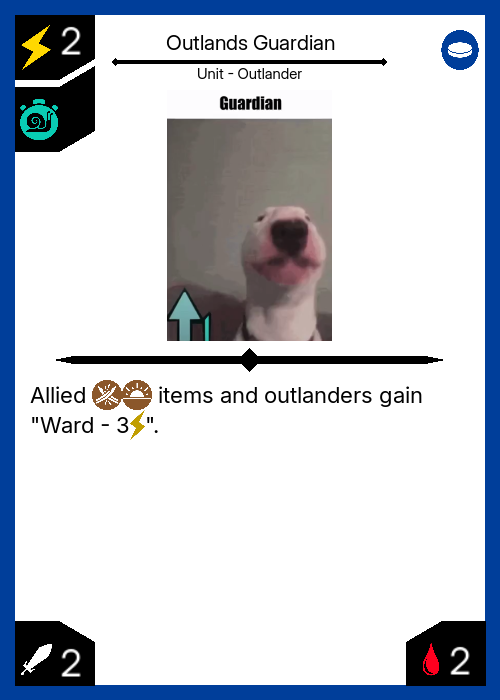 2
Outlands Guardian
Unit - Outlander
Guardian
Allied items and outlanders gain
"Ward - 3".
2
2